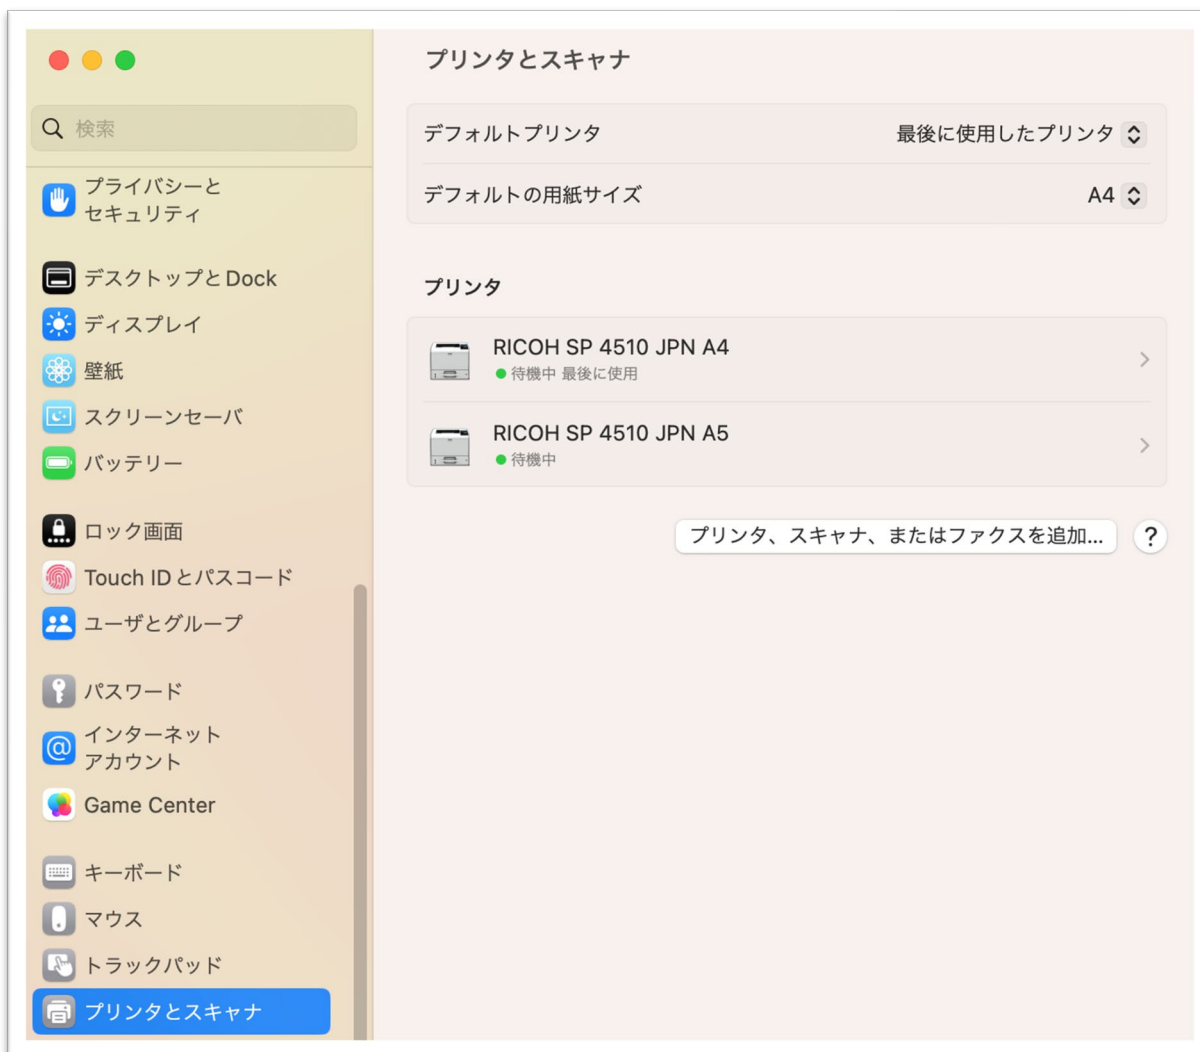 検索
プライバシーと
セキュリティ
デスクトップとDock
ディスプレイ
壁紙
スクリーンセーバ
バッテリー
ロック画面
Touch IDとパスコード
ユーザとグループ
パスワード
インターネット
アカウント
Game Center
キーボード
マウス
トラックパッド
プリンタとスキャナ
プリンタとスキャナ
デフォルトプリンタ 最後に使用したプリンタ
デフォルトの用紙サイズ A4
プリンタ
RICOH SP 4510 JPN A4
待機中 最後に使用
RICOH SP 4510 JPN A5
待機中
プリンタ、スキャナ、またはファクスを追加... ?